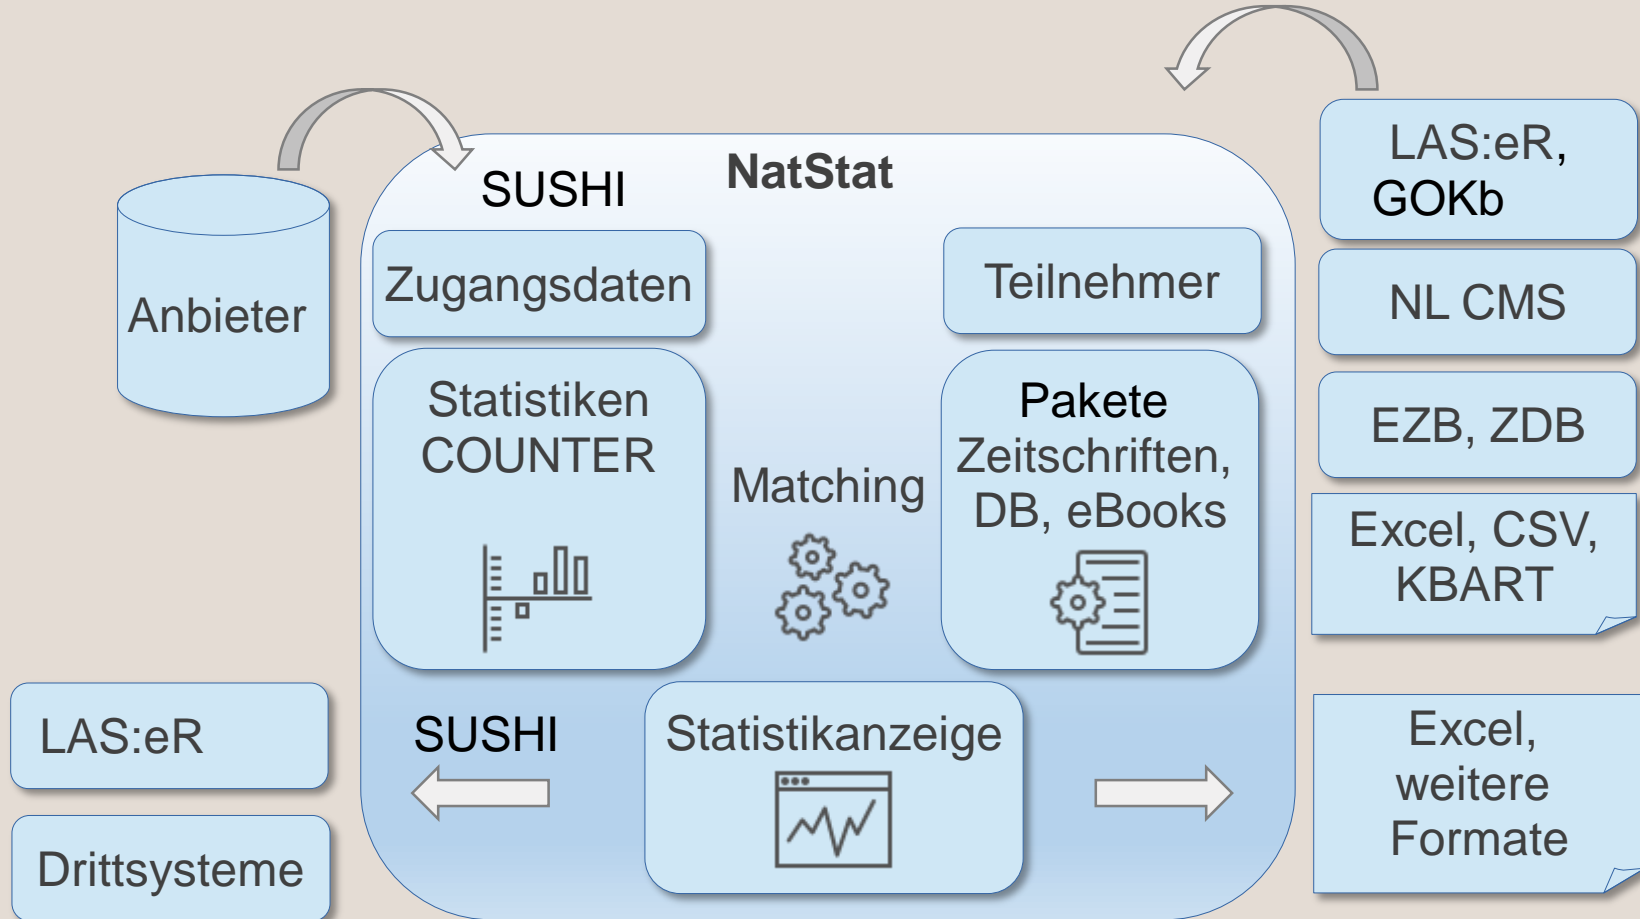 NatStat
SUSHI
Anbieter
Zugangsdaten
Statistiken
COUNTER
Matching
Teilnehmer
Pakete
Zeitschriften,
DB, eBooks
LAS:eR,
GOKb
NL CMS
EZB, ZDB
Excel, CSV,
KBART
LAS:eR
Drittsysteme
SUSHI
Statistikanzeige
Excel,
weitere
Formate